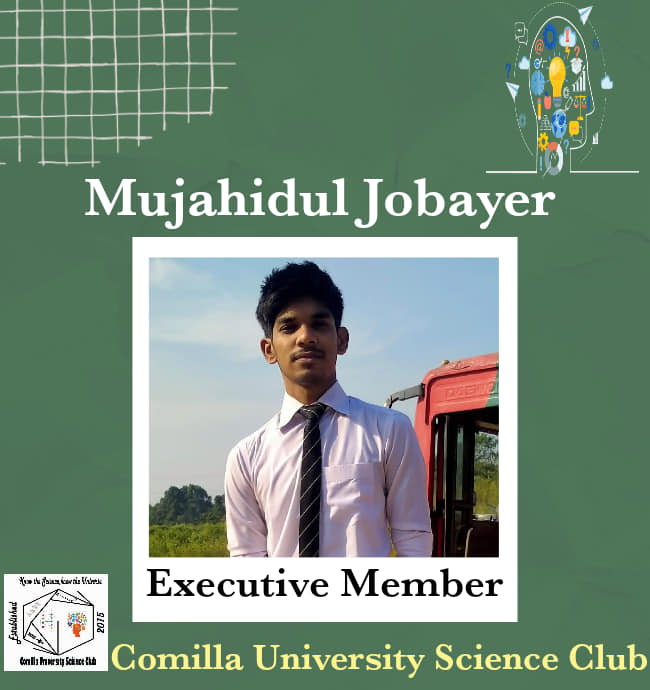 Mujahidul Jobayer
Executive Member
Know the Science, know the Universe
Established
2015
Comilla University Science Club
Comilla University Science Club